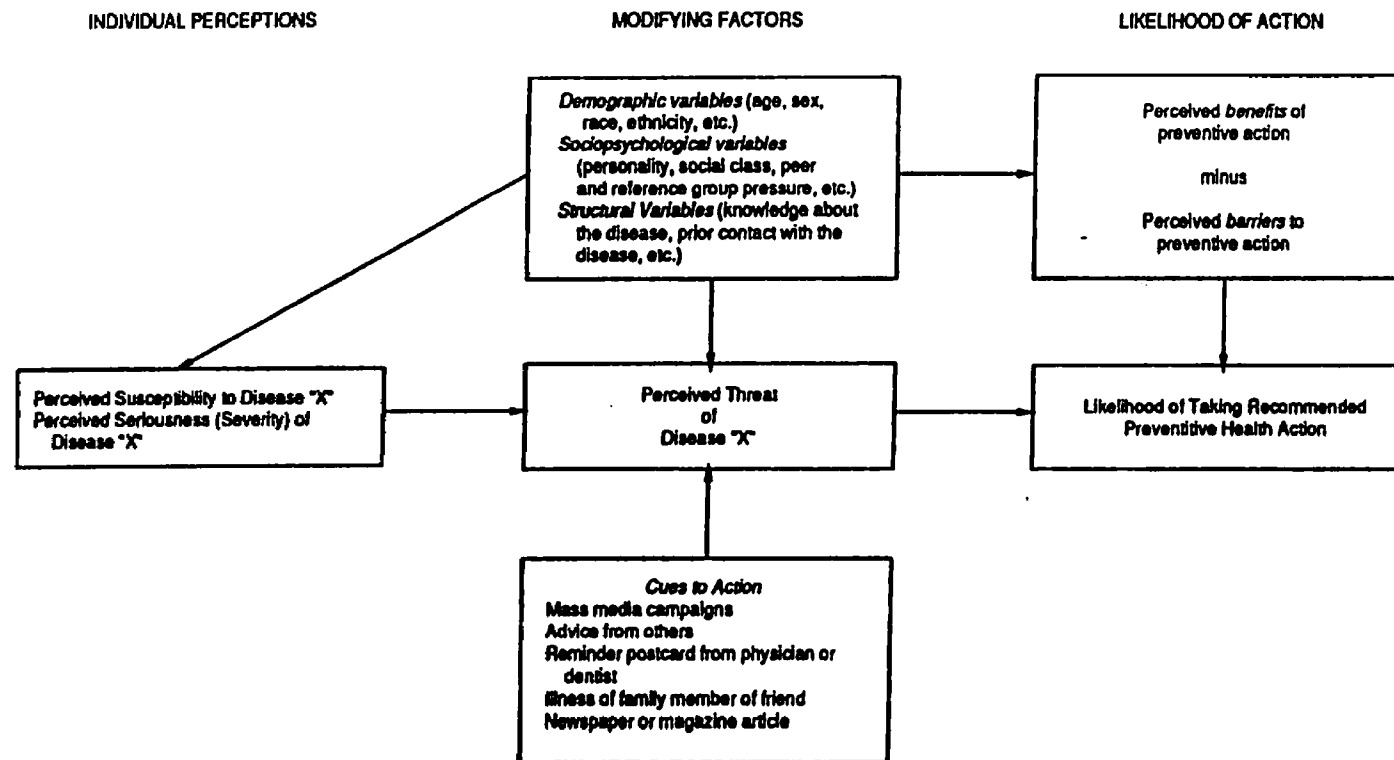 INDIVIDUAL PERCEPTIONS
MODIFYING FACTORS
LIKELIHOOD OF ACTION
Demographic variables (age, sex,
race, ethnicity, etc.)
Sociopsychological variables
(personality, social class, peer
and reference group pressure, etc.)
Structural Variables (knowledge about
the disease, prior contact with the
disease, etc.)
Perceived benefits of
preventive action
minus
Perceived barriers to
preventive action
Perceived Susceptibility to Disease "X"
Perceived Seriousness (Severity) of
Disease "X"
Perceived Threat
of
Disease "X"
Likelihood of Taking Recommended
Preventitive Health Action
Cues to Action
Mass media campaigns
Advice from others
Reminder postcard from physician or
dentist
Illness of family member of friend
Newspaper or magazine article